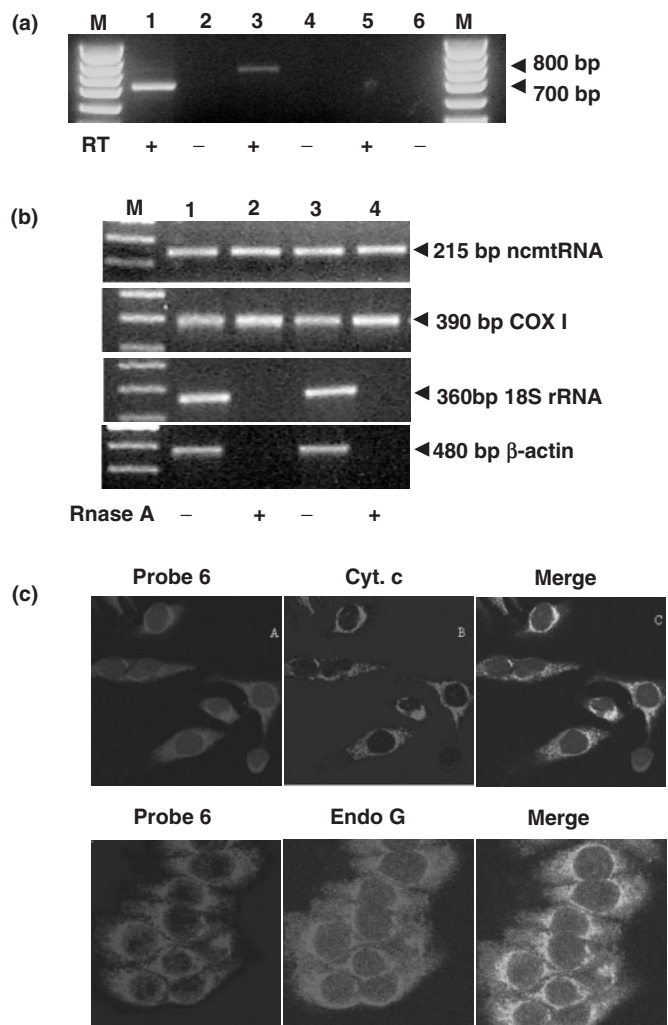 (a)
M 1 2 3 4 5 6 M
800 bp
700 bp
RT + – + – + –
(b)
M 1 2 3 4
215 bp ncmtRNA
390 bp COX I
360bp 18S rRNA
480 bp β-actin
Rnase A – + – +
(c)
Probe 6 Cyt. c Merge
A B C
Probe 6 Endo G Merge